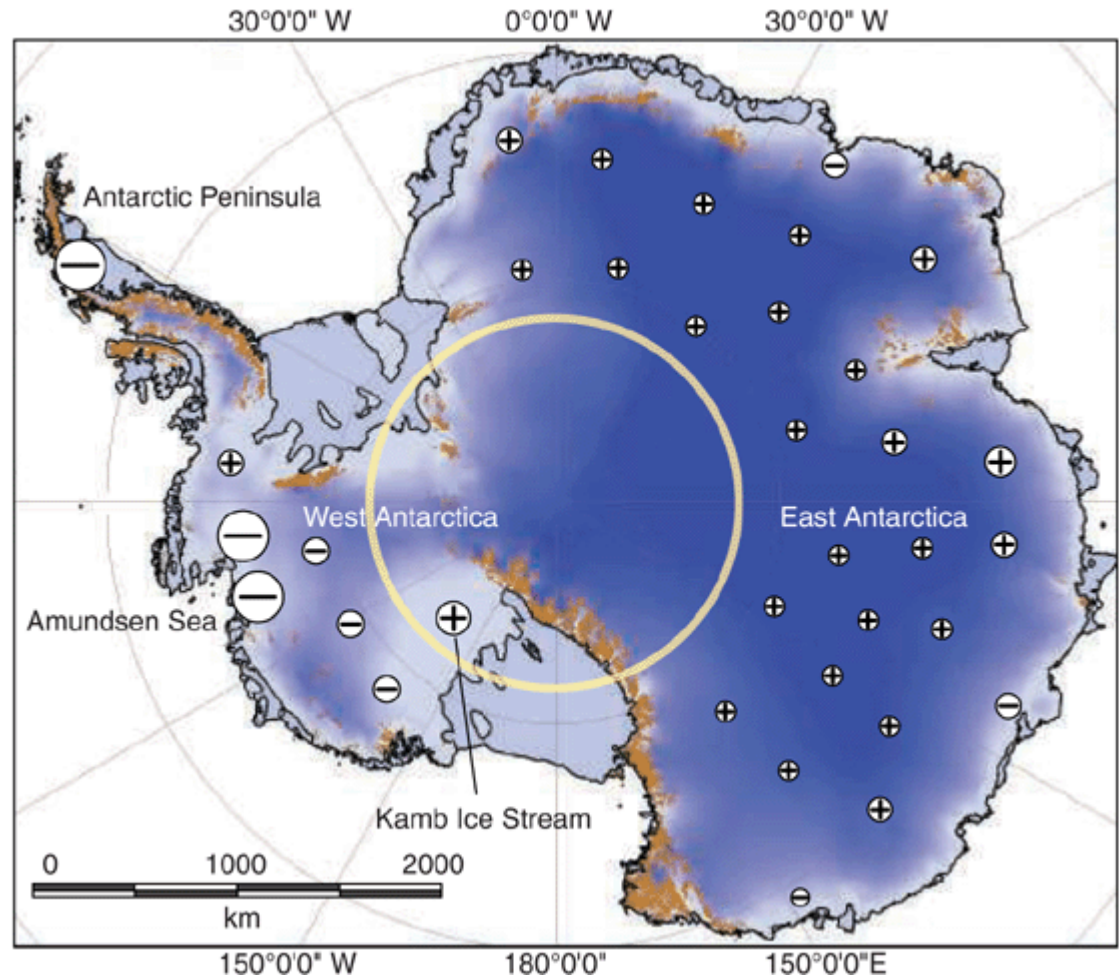 30°0'0" W
0°0'0" W
30°0'0" W
Antarctic Peninsula
West Antarctica
East Antarctica
Amundsen Sea
Kamb Ice Stream
0 1000 2000
km
150°0'0" W
180°0'0"
150°0'0"E